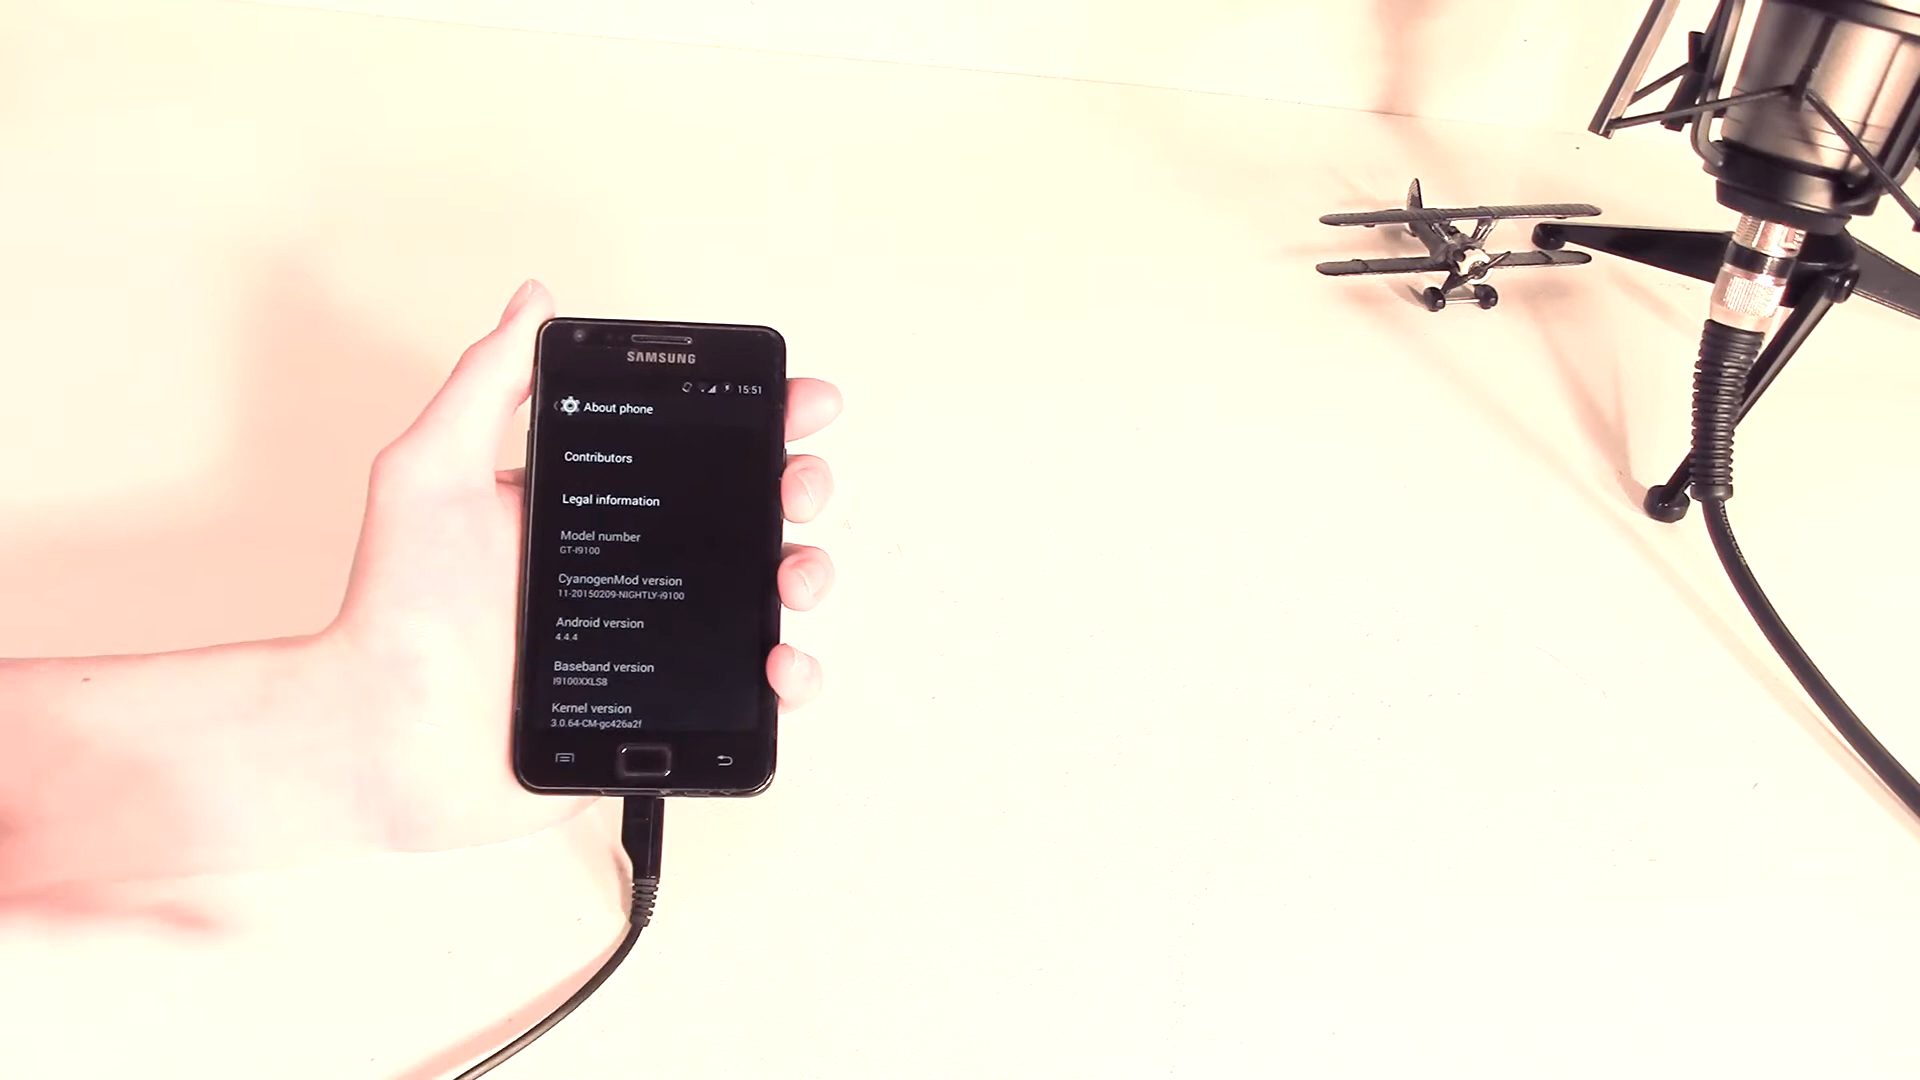 SAMSUNG
15:51
About phone
Contributors
Legal information
Model number
GT-I9100
CyanogenMod version
11-20150209-NIGHTLY-i9100
Android version
4.4.4
Baseband version
I9100XXLS8
Kernel version
3.0.64-CM-gc426a2f